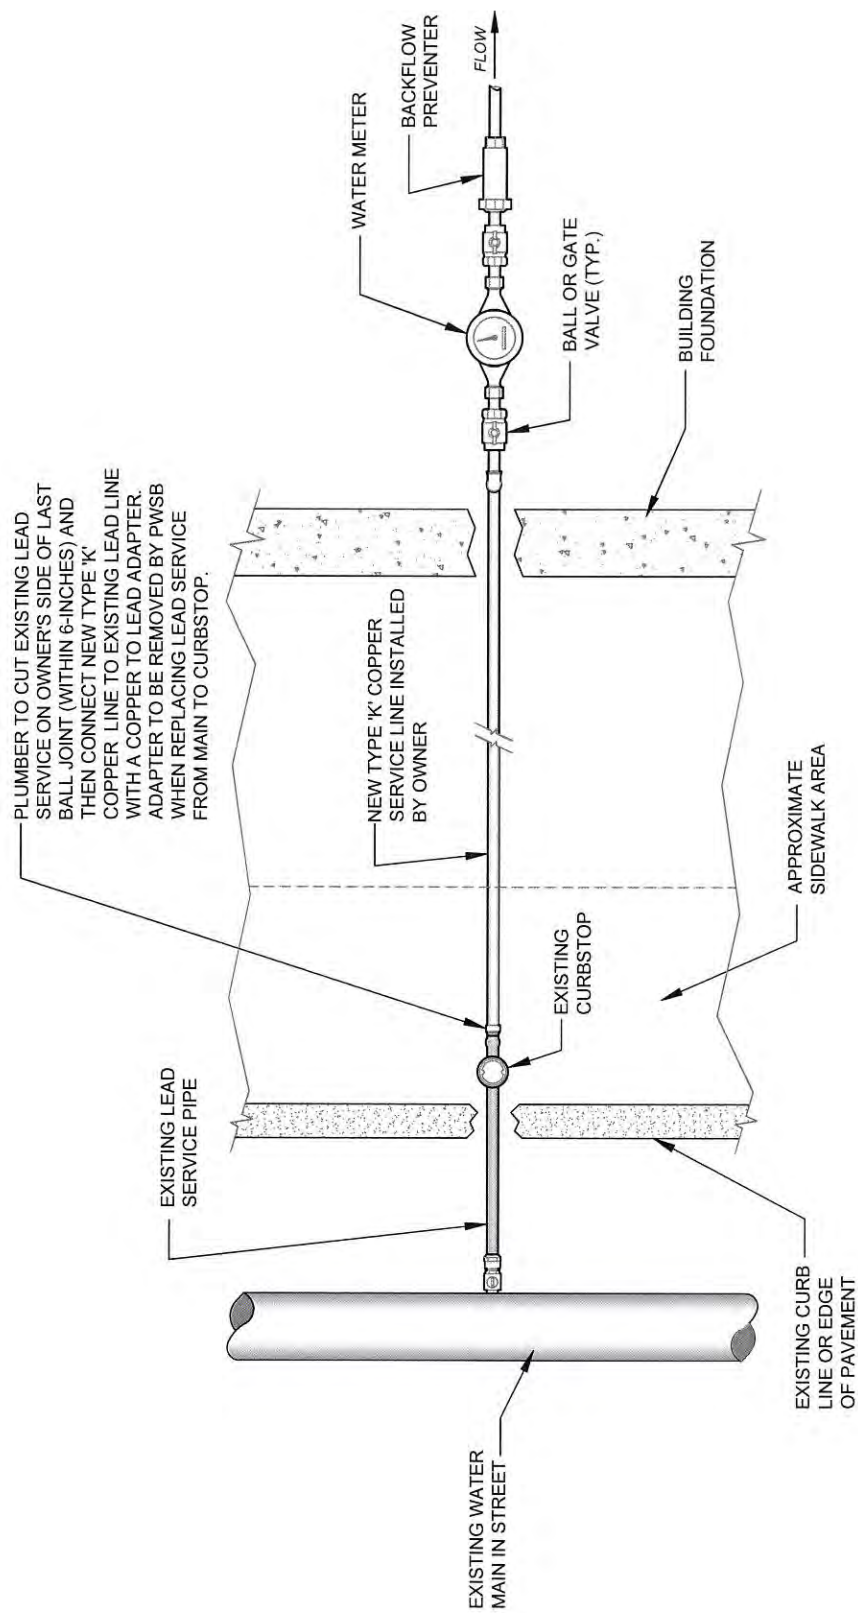 PLUMBER TO CUT EXISTING LEAD
SERVICE ON OWNER'S SIDE OF LAST
BALL JOINT (WITHIN 6-INCHES) AND
THEN CONNECT NEW TYPE 'K'
COPPER LINE TO EXISTING LEAD LINE
WITH A COPPER TO LEAD ADAPTER.
ADAPTER TO BE REMOVED BY PWSB
WHEN REPLACING LEAD SERVICE
FROM MAIN TO CURBSTOP.
EXISTING LEAD
SERVICE PIPE
NEW TYPE 'K' COPPER
SERVICE LINE INSTALLED
BY OWNER
WATER METER
BACKFLOW
PREVENTER
FLOW
EXISTING WATER
MAIN IN STREET
EXISTING CURBSTOP
BALL OR GATE
VALVE (TYP.)
BUILDING
FOUNDATION
APPROXIMATE
SIDEWALK AREA
EXISTING CURB
LINE OR EDGE
OF PAVEMENT